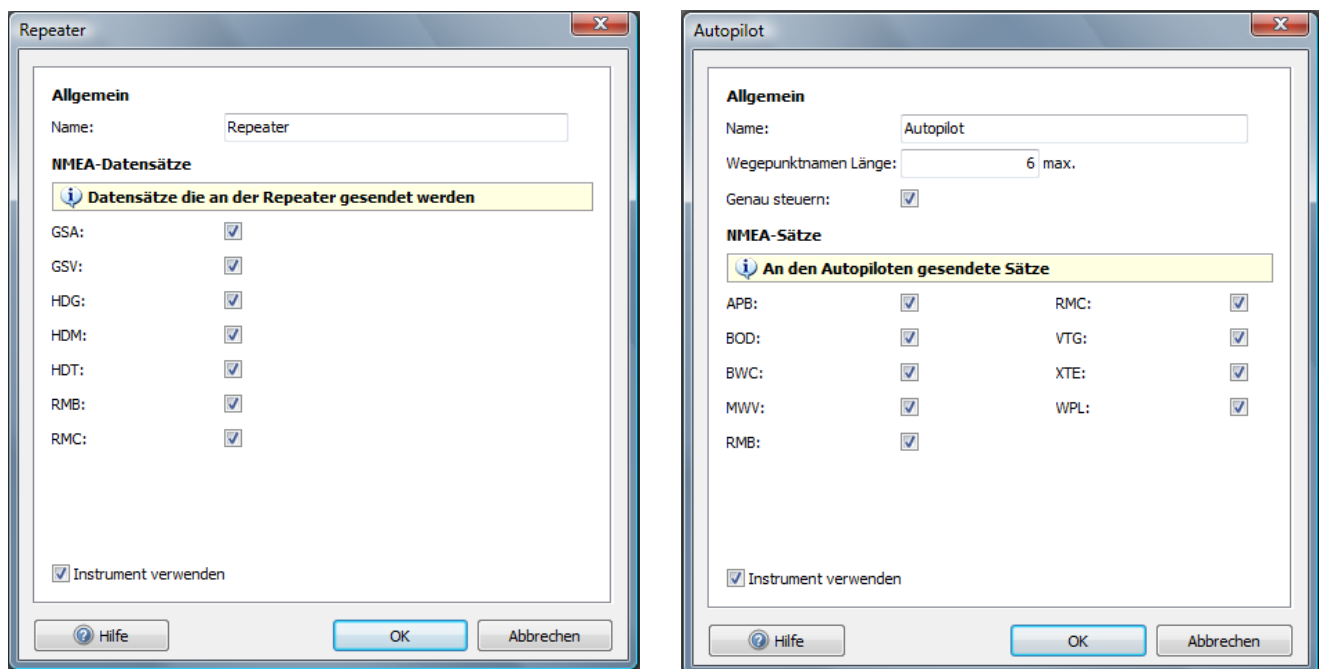 Repeater
Allgemein
Name: Repeater
NMEA-Datensätze
Datensätze die an der Repeater gesendet werden
GSA:
GSV:
HDG:
HDM:
HDT:
RMB:
RMC:
Instrument verwenden
Hilfe OK Abbrechen
Autopilot
Allgemein
Name: Autopilot
Wegepunktnamen Länge: 6 max.
Genau steuern:
NMEA-Sätze
An den Autopiloten gesendete Sätze
APB: RMC:
BOD: VTG:
BWC: XTE:
MWV: WPL:
RMB:
Instrument verwenden
Hilfe OK Abbrechen